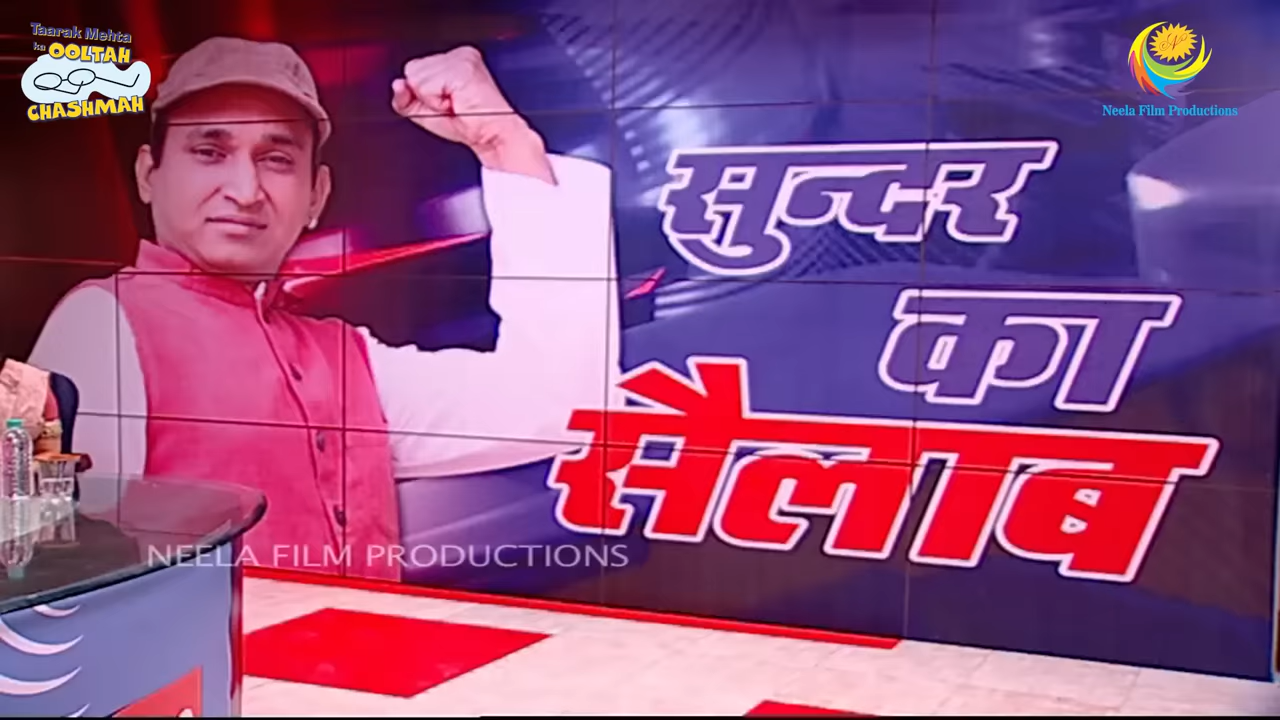 Taarak Mehta
ka OOLTAH
CHASHMAH
Neela Film Productions
सुन्दर
का
सैलाब
NEELA FILM PRODUCTIONS